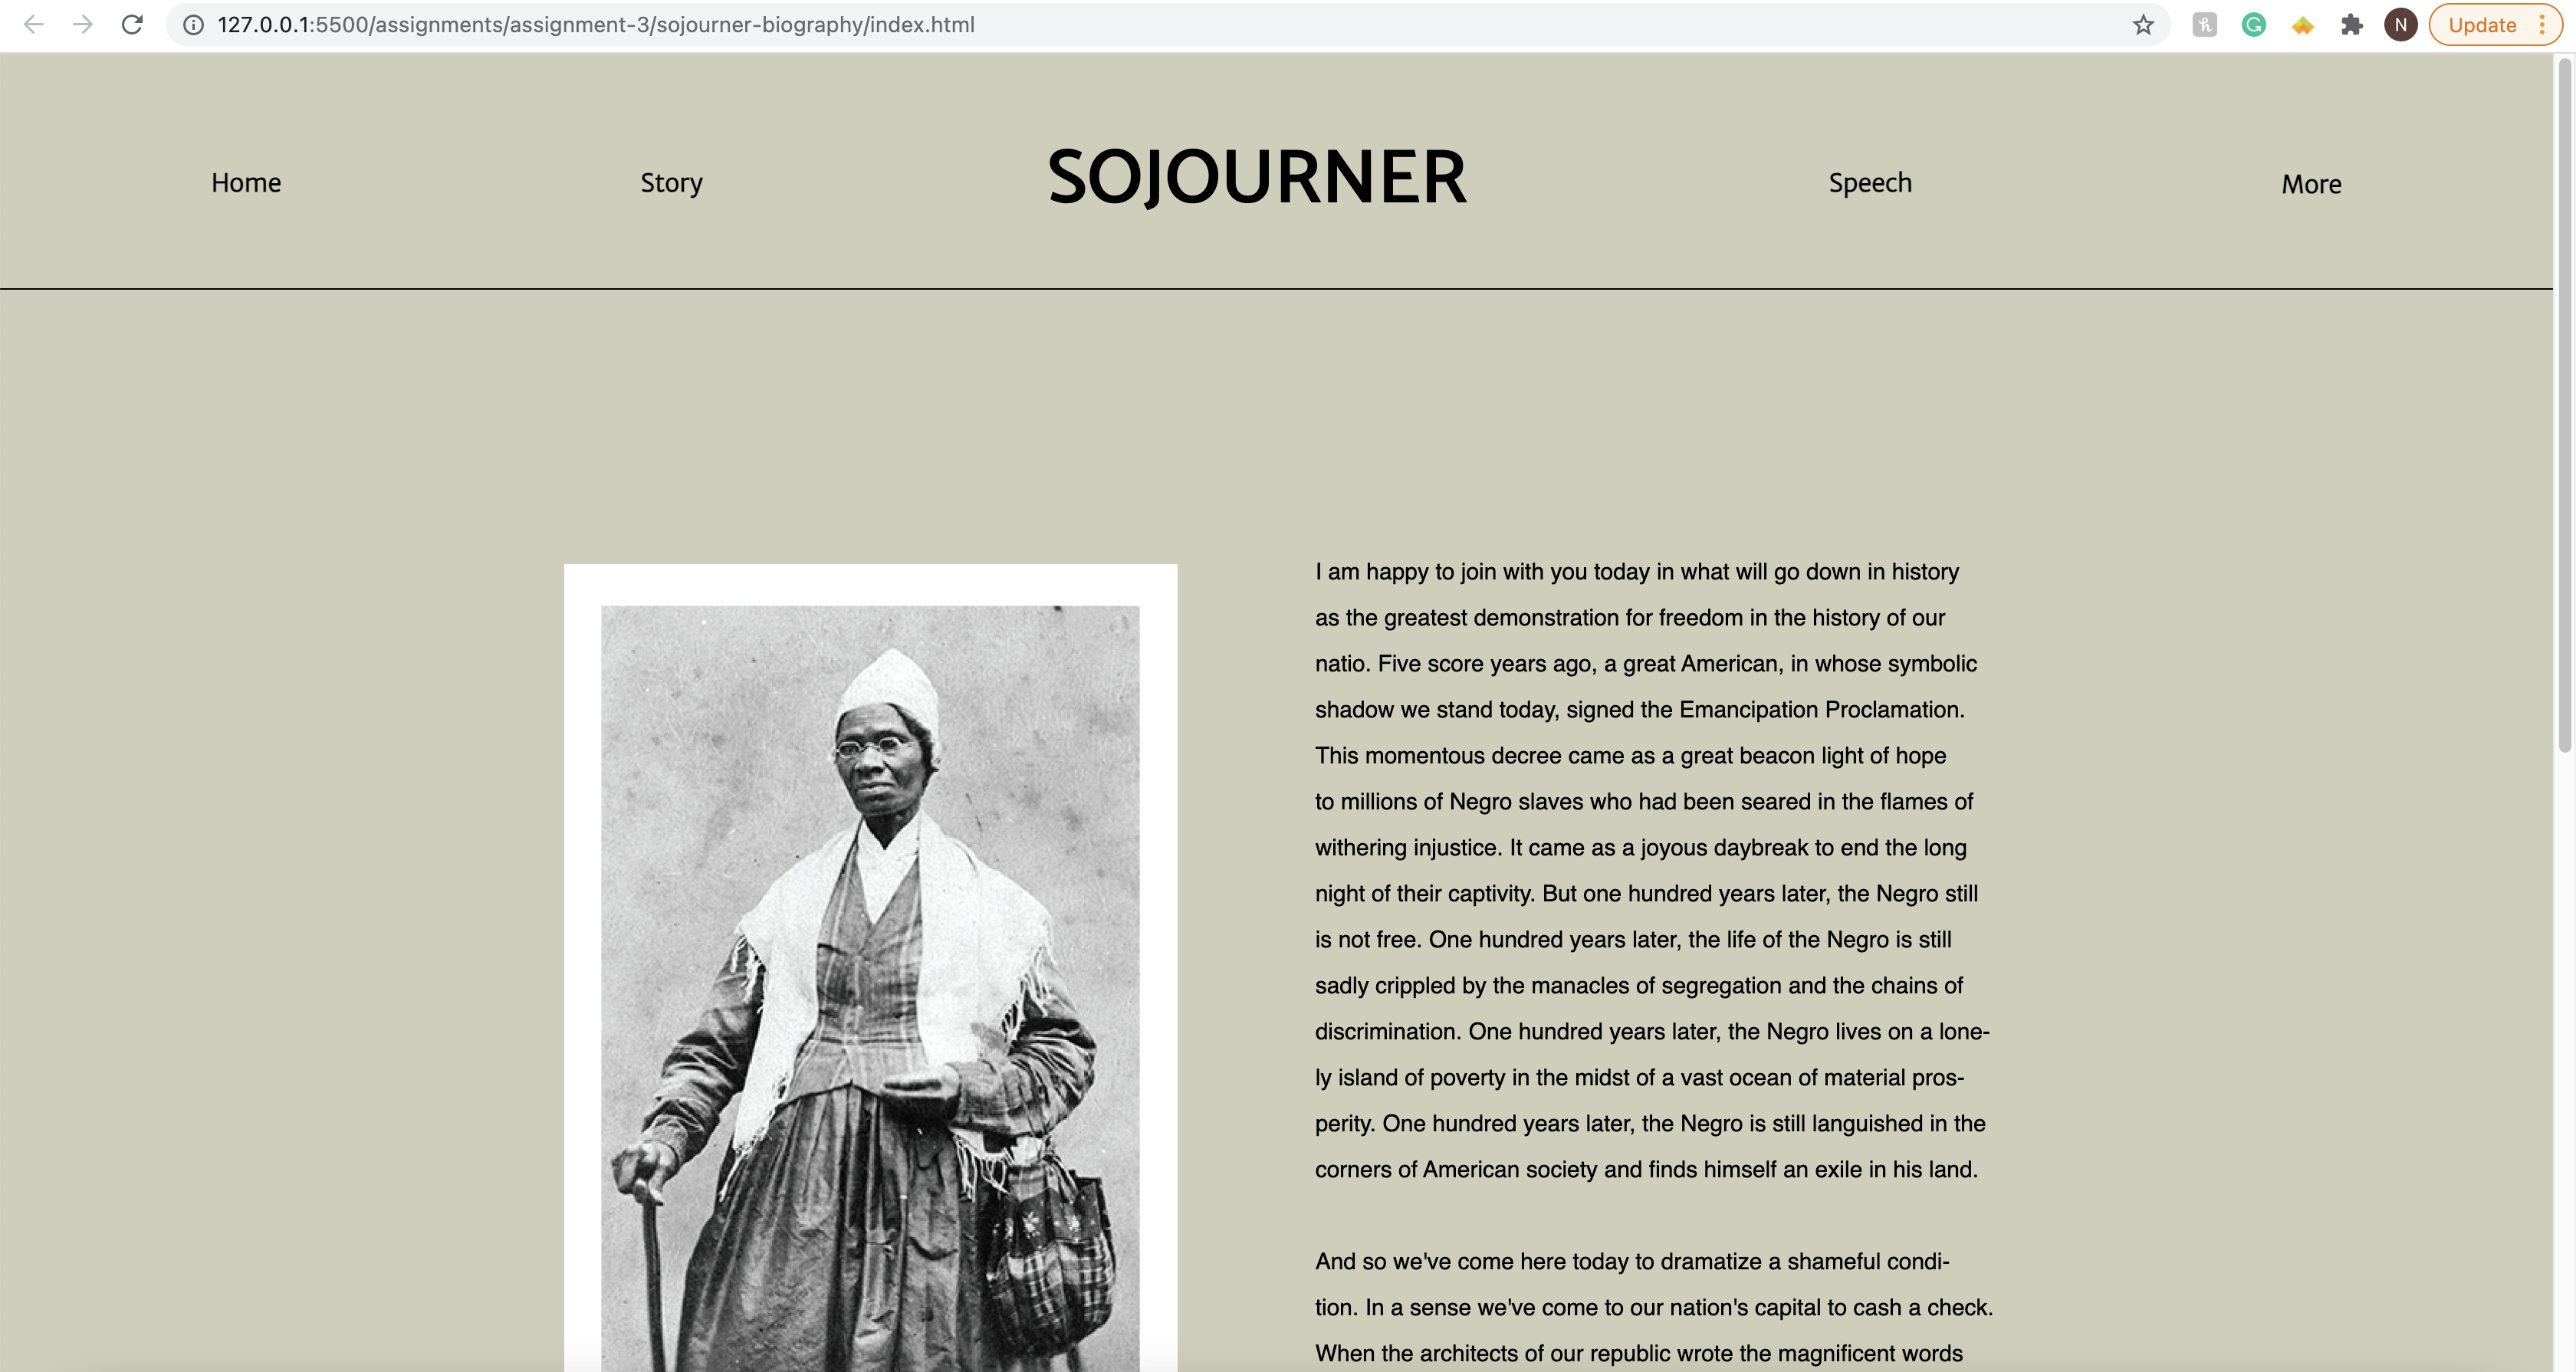 127.0.0.1:5500/assignments/assignment-3/sojourner-biography/index.html
N
Update
Home
Story
SOJOURNER
Speech
More
I am happy to join with you today in what will go down in history
as the greatest demonstration for freedom in the history of our
natio. Five score years ago, a great American, in whose symbolic
shadow we stand today, signed the Emancipation Proclamation.
This momentous decree came as a great beacon light of hope
to millions of Negro slaves who had been seared in the flames of
withering injustice. It came as a joyous daybreak to end the long
night of their captivity. But one hundred years later, the Negro still
is not free. One hundred years later, the life of the Negro is still
sadly crippled by the manacles of segregation and the chains of
discrimination. One hundred years later, the Negro lives on a lone-
ly island of poverty in the midst of a vast ocean of material pros-
perity. One hundred years later, the Negro is still languished in the
corners of American society and finds himself an exile in his land.
And so we've come here today to dramatize a shameful condi-
tion. In a sense we've come to our nation's capital to cash a check.
When the architects of our republic wrote the magnificent words